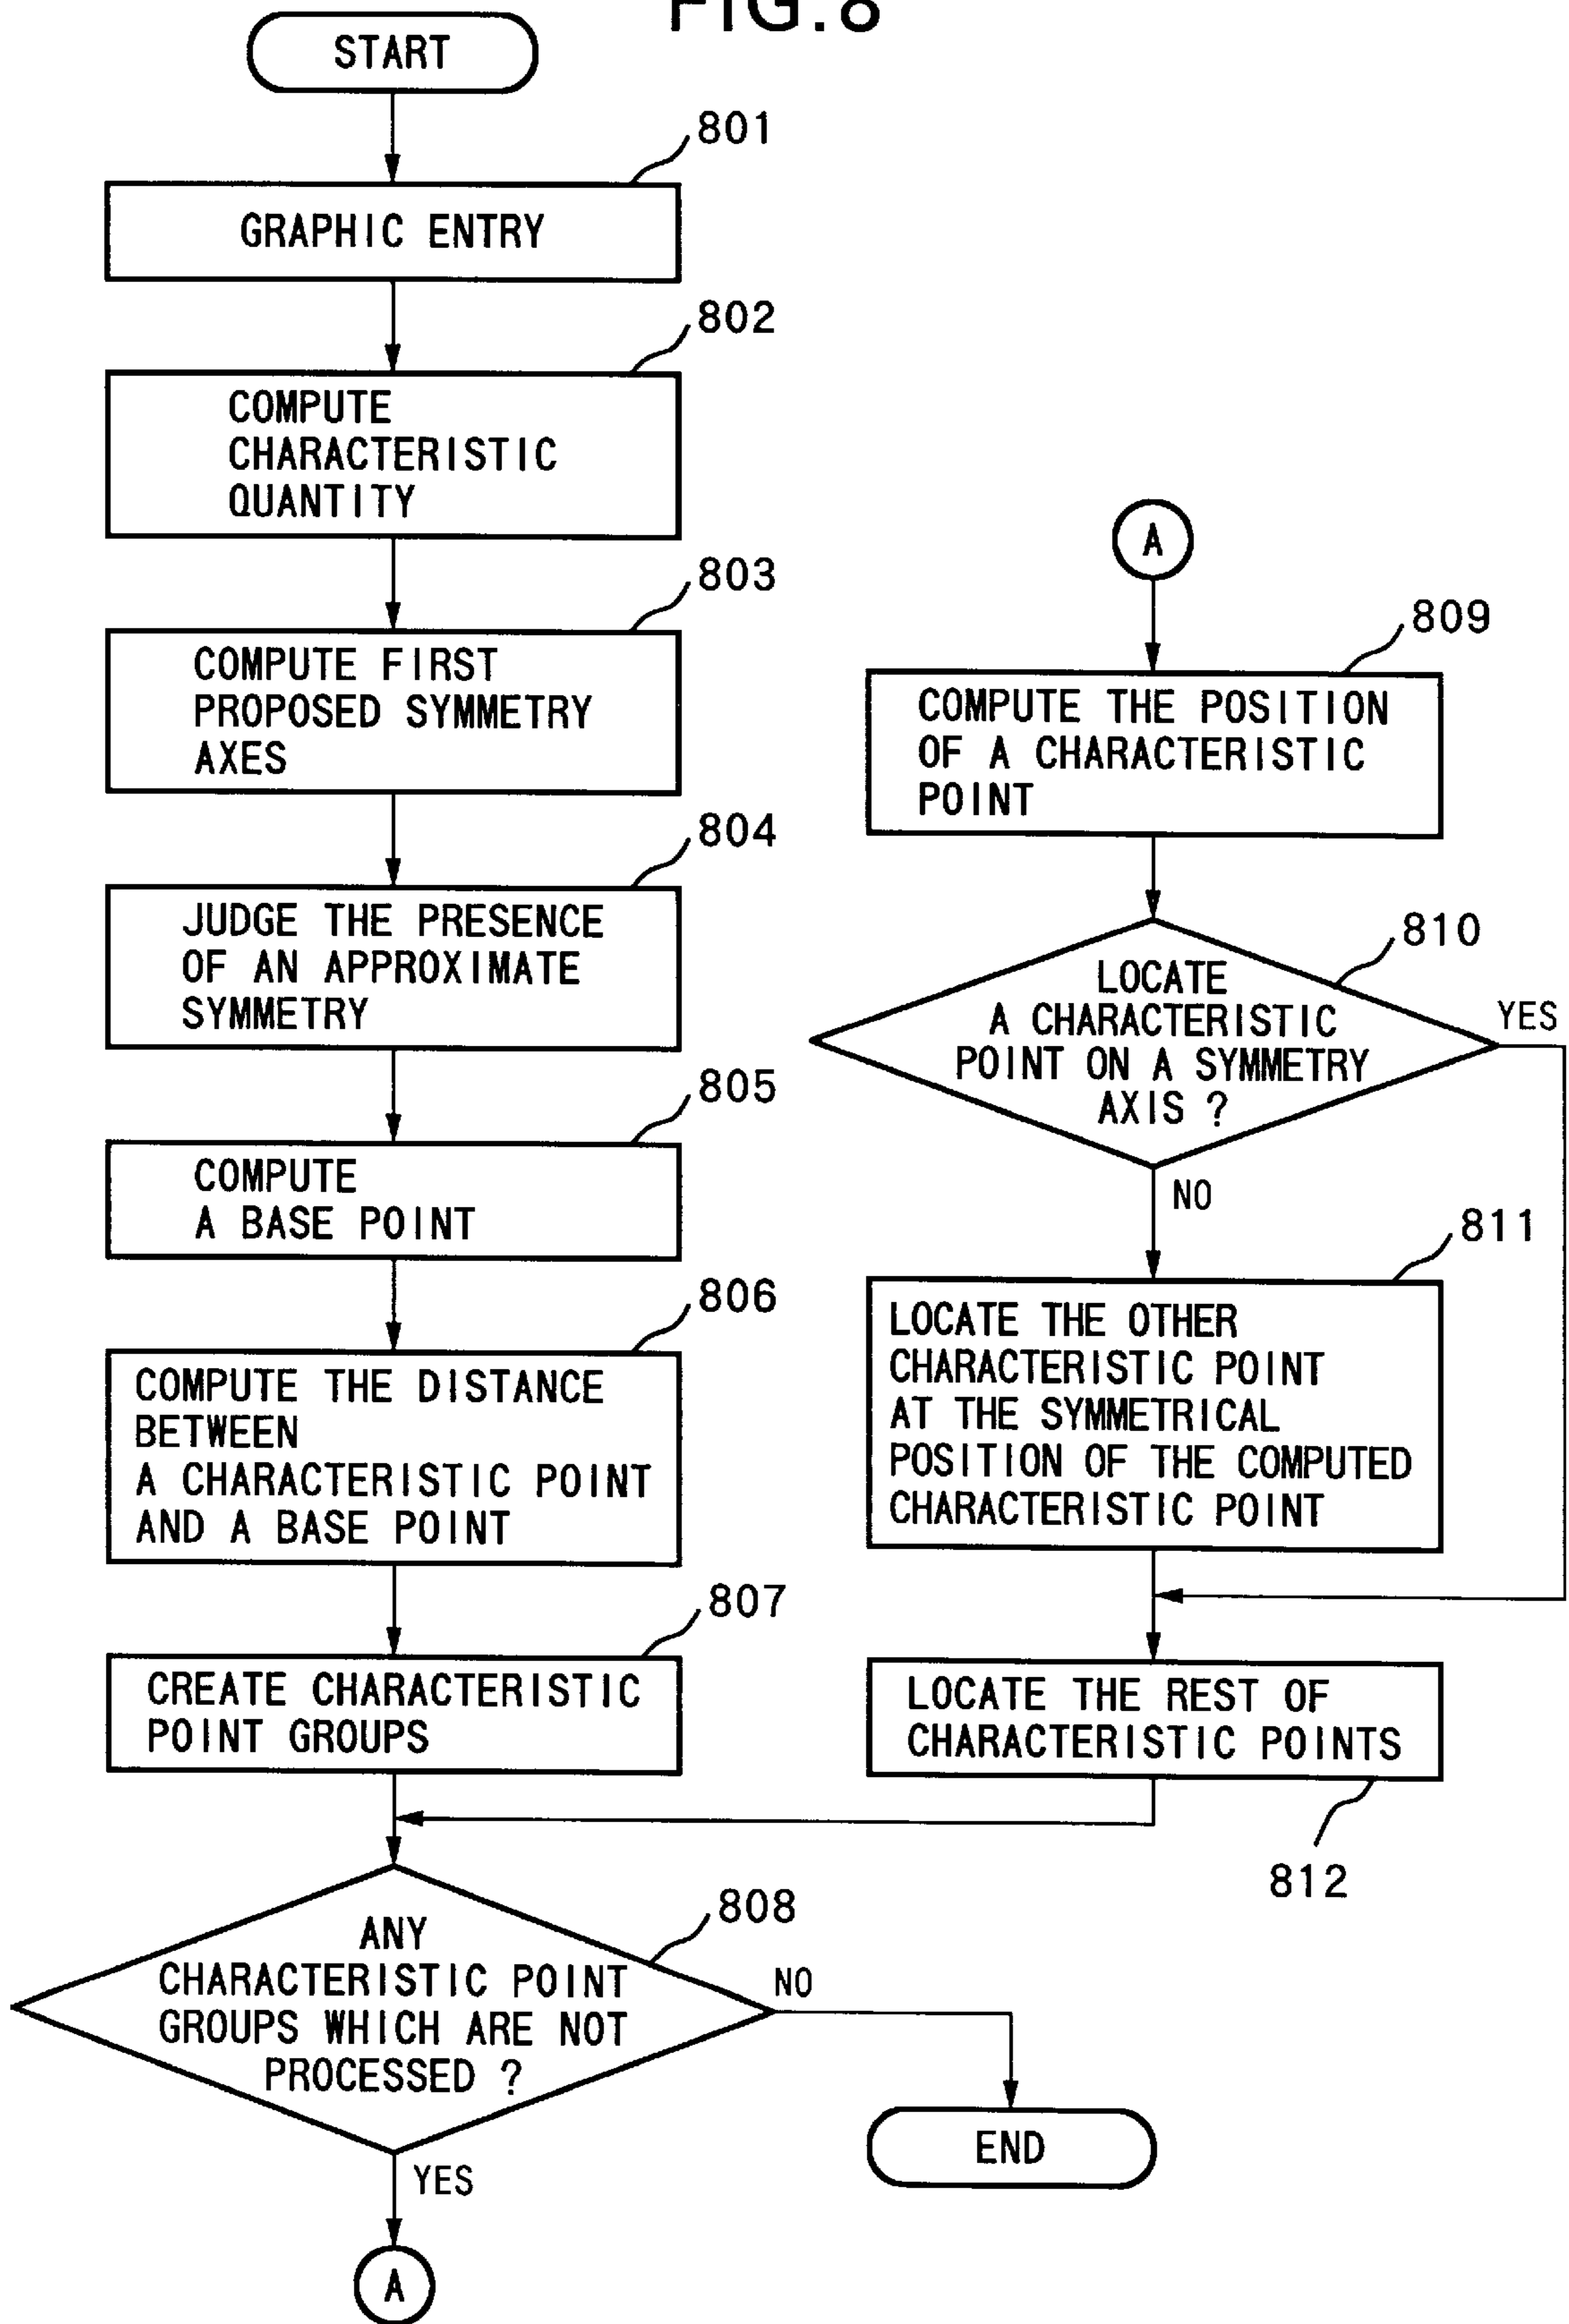 FIG.8
START
801
GRAPHIC ENTRY
802
COMPUTE
CHARACTERISTIC
QUANTITY
803
COMPUTE FIRST
PROPOSED SYMMETRY
AXES
804
JUDGE THE PRESENCE
OF AN APPROXIMATE
SYMMETRY
805
COMPUTE
A BASE POINT
806
COMPUTE THE DISTANCE
BETWEEN
A CHARACTERISTIC POINT
AND A BASE POINT
807
CREATE CHARACTERISTIC
POINT GROUPS
808
ANY
CHARACTERISTIC POINT
GROUPS WHICH ARE NOT
PROCESSED ?
NO
END
YES
A
A
809
COMPUTE THE POSITION
OF A CHARACTERISTIC
POINT
810
LOCATE
A CHARACTERISTIC
POINT ON A SYMMETRY
AXIS ?
YES
NO
811
LOCATE THE OTHER
CHARACTERISTIC POINT
AT THE SYMMETRICAL
POSITION OF THE COMPUTED
CHARACTERISTIC POINT
LOCATE THE REST OF
CHARACTERISTIC POINTS
812